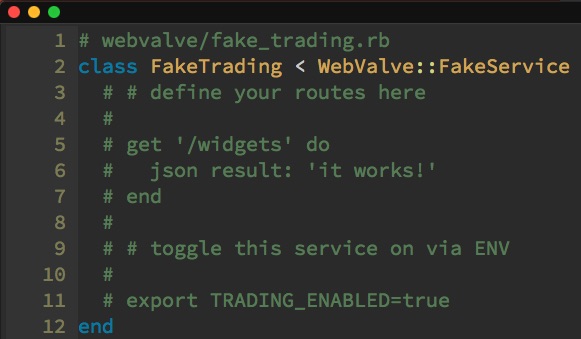 1 # webvalve/fake_trading.rb
2 class FakeTrading < WebValve::FakeService
3   # # define your routes here
4   #
5   # get '/widgets' do
6   #   json result: 'it works!'
7   # end
8   #
9   # # toggle this service on via ENV
10   #
11   # export TRADING_ENABLED=true
12 end